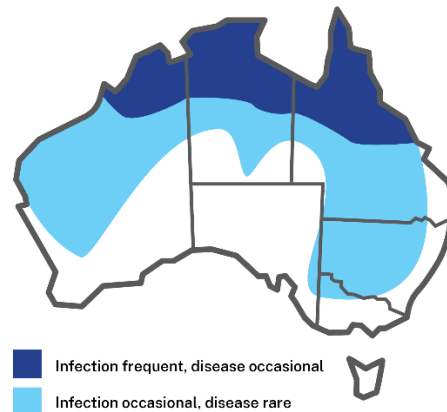 Infection frequent, disease occasional
Infection occasional, disease rare